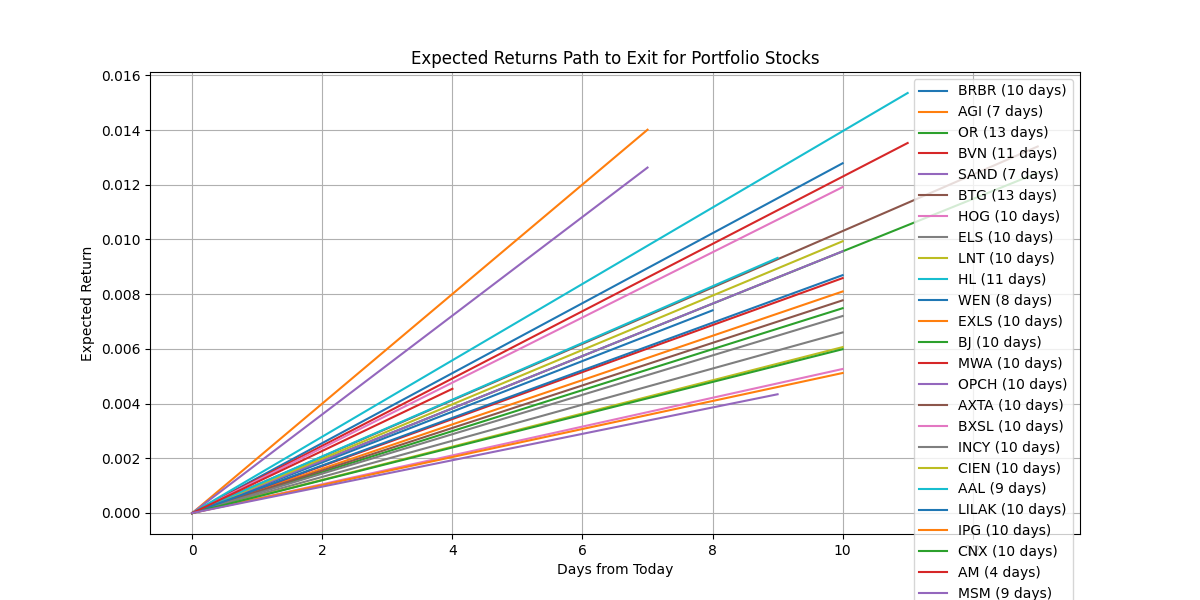 Expected Returns Path to Exit for Portfolio Stocks
0.016
0.014
0.012
0.010
0.008
0.006
0.004
0.002
0.000
Expected Return
0
2
4
6
8
10
Days from Today
BRBR (10 days)
AGI (7 days)
OR (13 days)
BVN (11 days)
SAND (7 days)
BTG (13 days)
HOG (10 days)
ELS (10 days)
LNT (10 days)
HL (11 days)
WEN (8 days)
EXLS (10 days)
BJ (10 days)
MWA (10 days)
OPCH (10 days)
AXTA (10 days)
BXSL (10 days)
INCY (10 days)
CIEN (10 days)
AAL (9 days)
LILAK (10 days)
IPG (10 days)
CNX (10 days)
AM (4 days)
MSM (9 days)